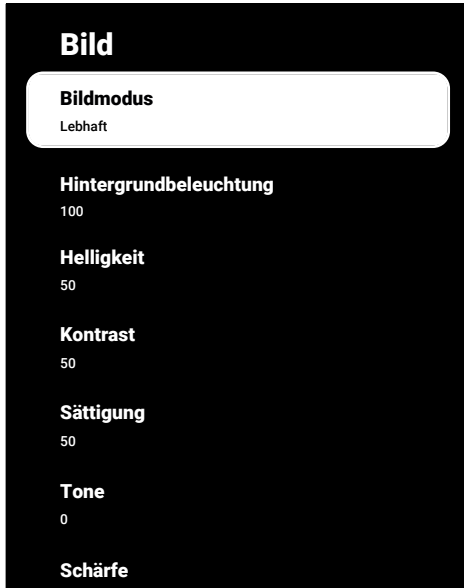 Bild
Bildmodus
Lebhaft
Hintergrundbeleuchtung
100
Helligkeit
50
Kontrast
50
Sättigung
50
Tone
0
Schärfe